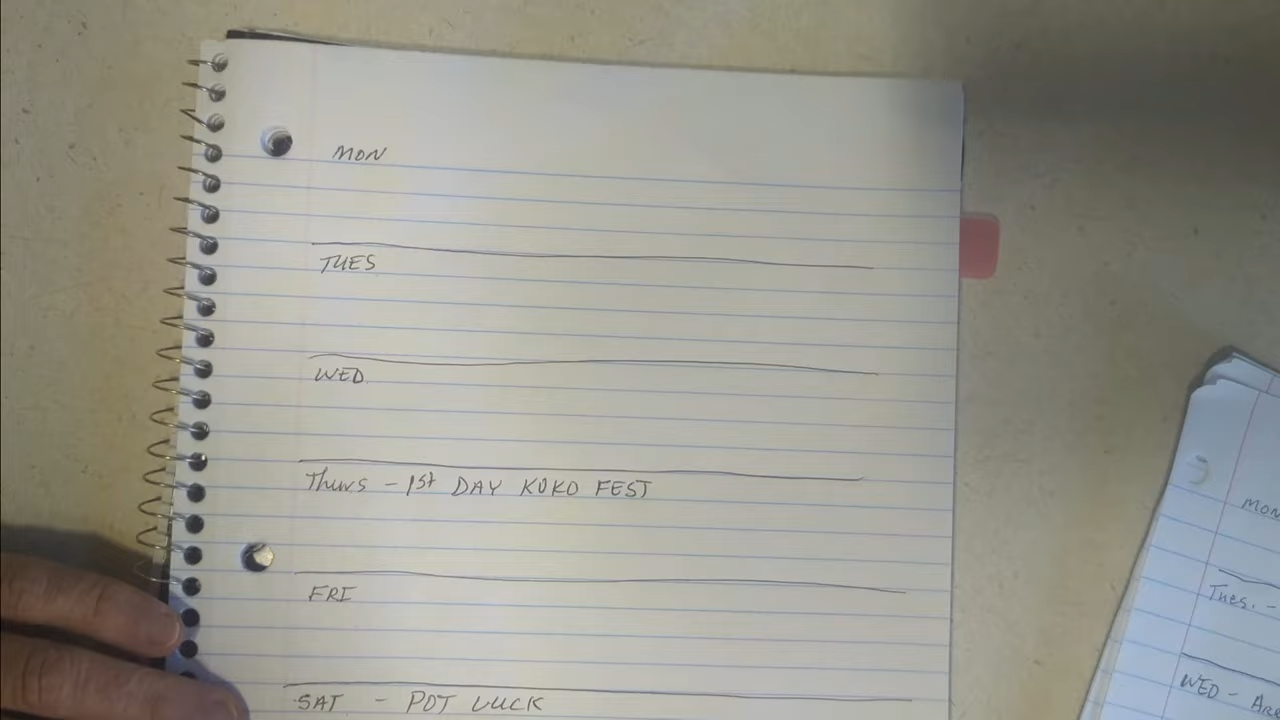 MON
TUES
WED
Thurs - 1st DAY KOKO FEST
FRI
SAT - POT LUCK
MON
Tues. -
WED -